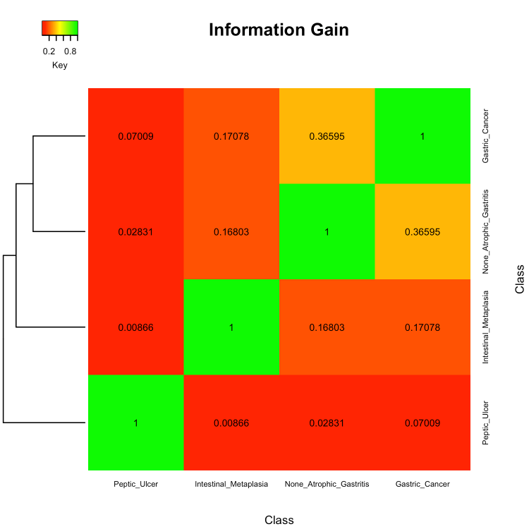 Information Gain
0.2 0.8
Key
0.07009 0.17078 0.36595 1
Gastric_Cancer
0.02831 0.16803 1 0.36595
None_Atrophic_Gastritis
0.00866 1 0.16803 0.17078
Intestinal_Metaplasia
1 0.00866 0.02831 0.07009
Peptic_Ulcer
Class
Peptic_Ulcer Intestinal_Metaplasia None_Atrophic_Gastritis Gastric_Cancer
Class